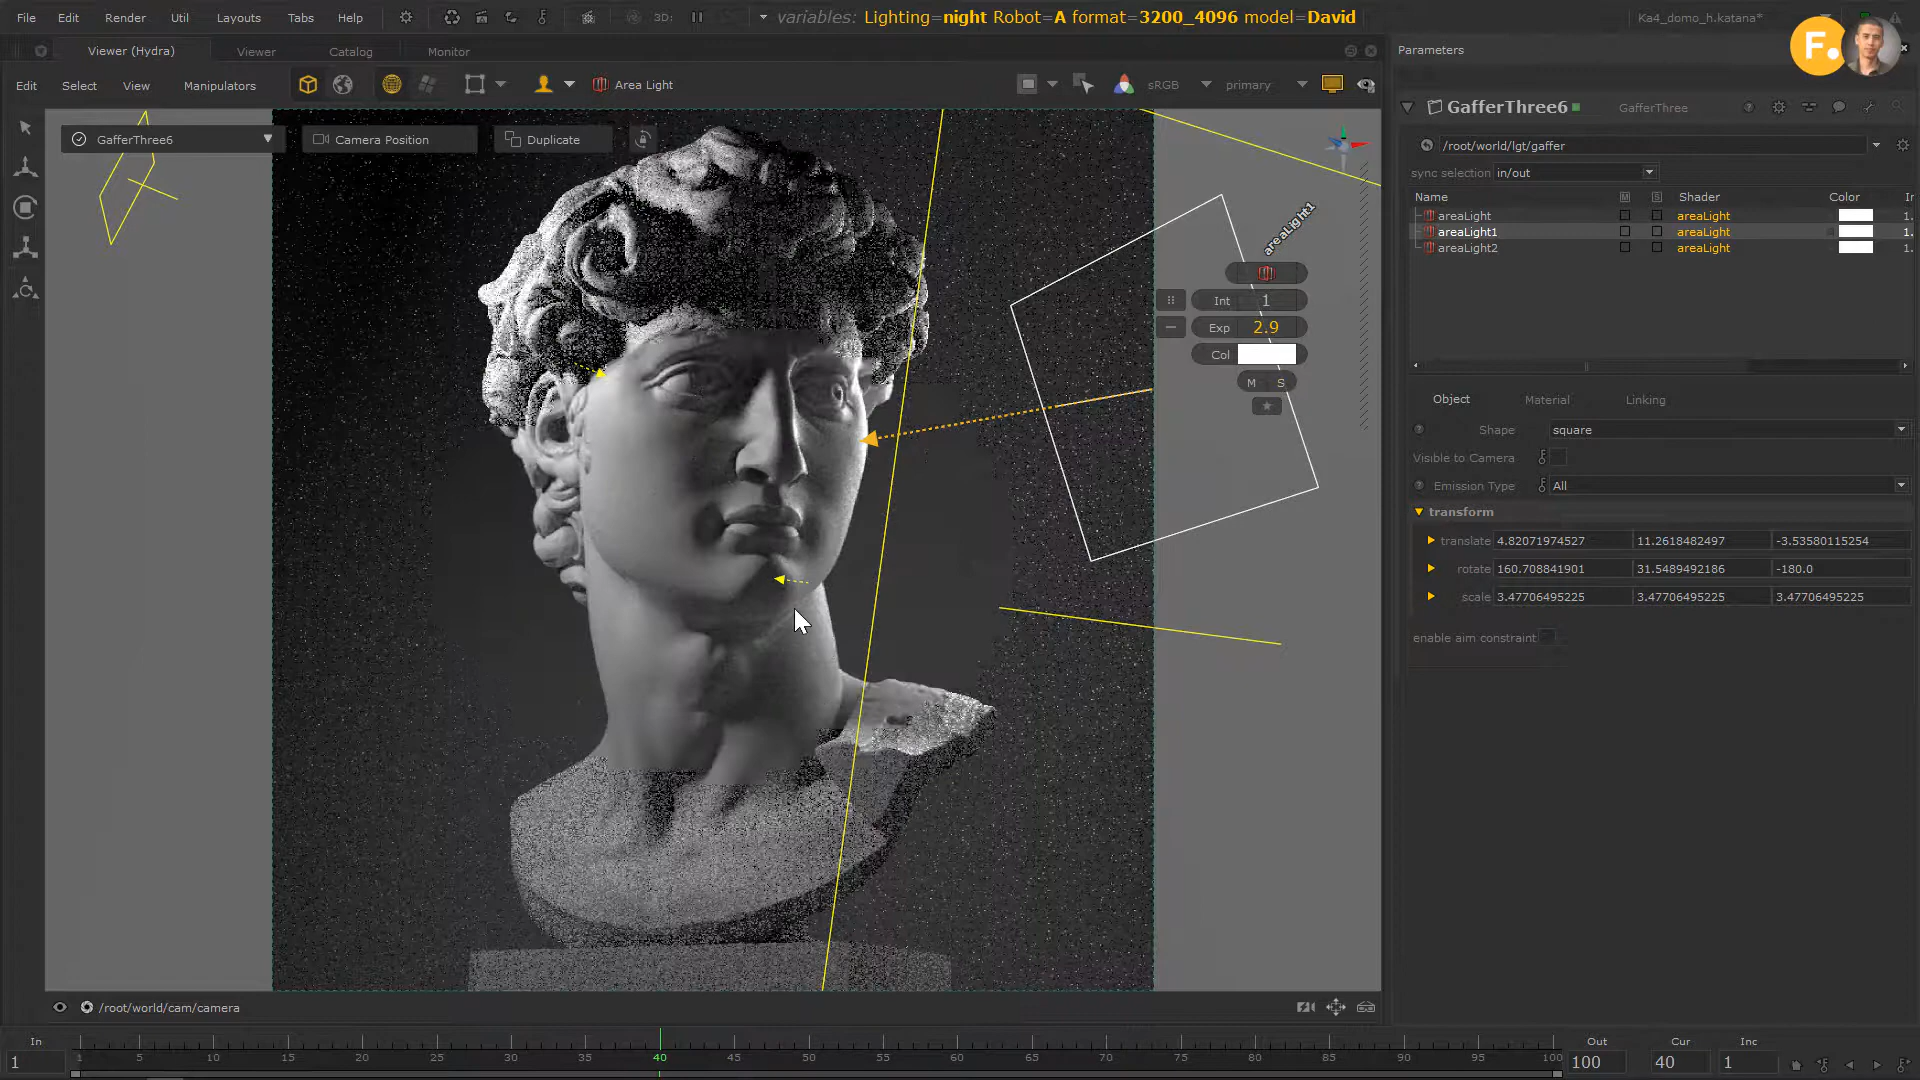 File Edit Render Util Layouts Tabs Help 3D: variables: Lighting=night Robot=A format=3200_4096 model=David Ka4_domo_h.katana*
Viewer (Hydra) Viewer Catalog Monitor
Parameters
F.
Edit Select View Manipulators Area Light sRGB primary
GafferThree6 GafferThree
GafferThree6 Camera Position Duplicate
/root/world/lgt/gaffer
sync selection in/out
Name M S Shader Color
areaLight areaLight 1.
areaLight1 areaLight 1.
areaLight2 areaLight 1.
areaLight1
Int 1
Exp 2.9
Col
M S
Object Material Linking
Shape square
Visible to Camera
Emission Type All
transform
translate 4.82071974527 11.2618482497 -3.53580115254
rotate 160.708841901 31.5489492186 -180.0
scale 3.47706495225 3.47706495225 3.47706495225
enable aim constraint
/root/world/cam/camera
In Out Cur Inc
1 1 5 10 15 20 25 30 35 40 45 50 55 60 65 70 75 80 85 90 95 100 100 40 1